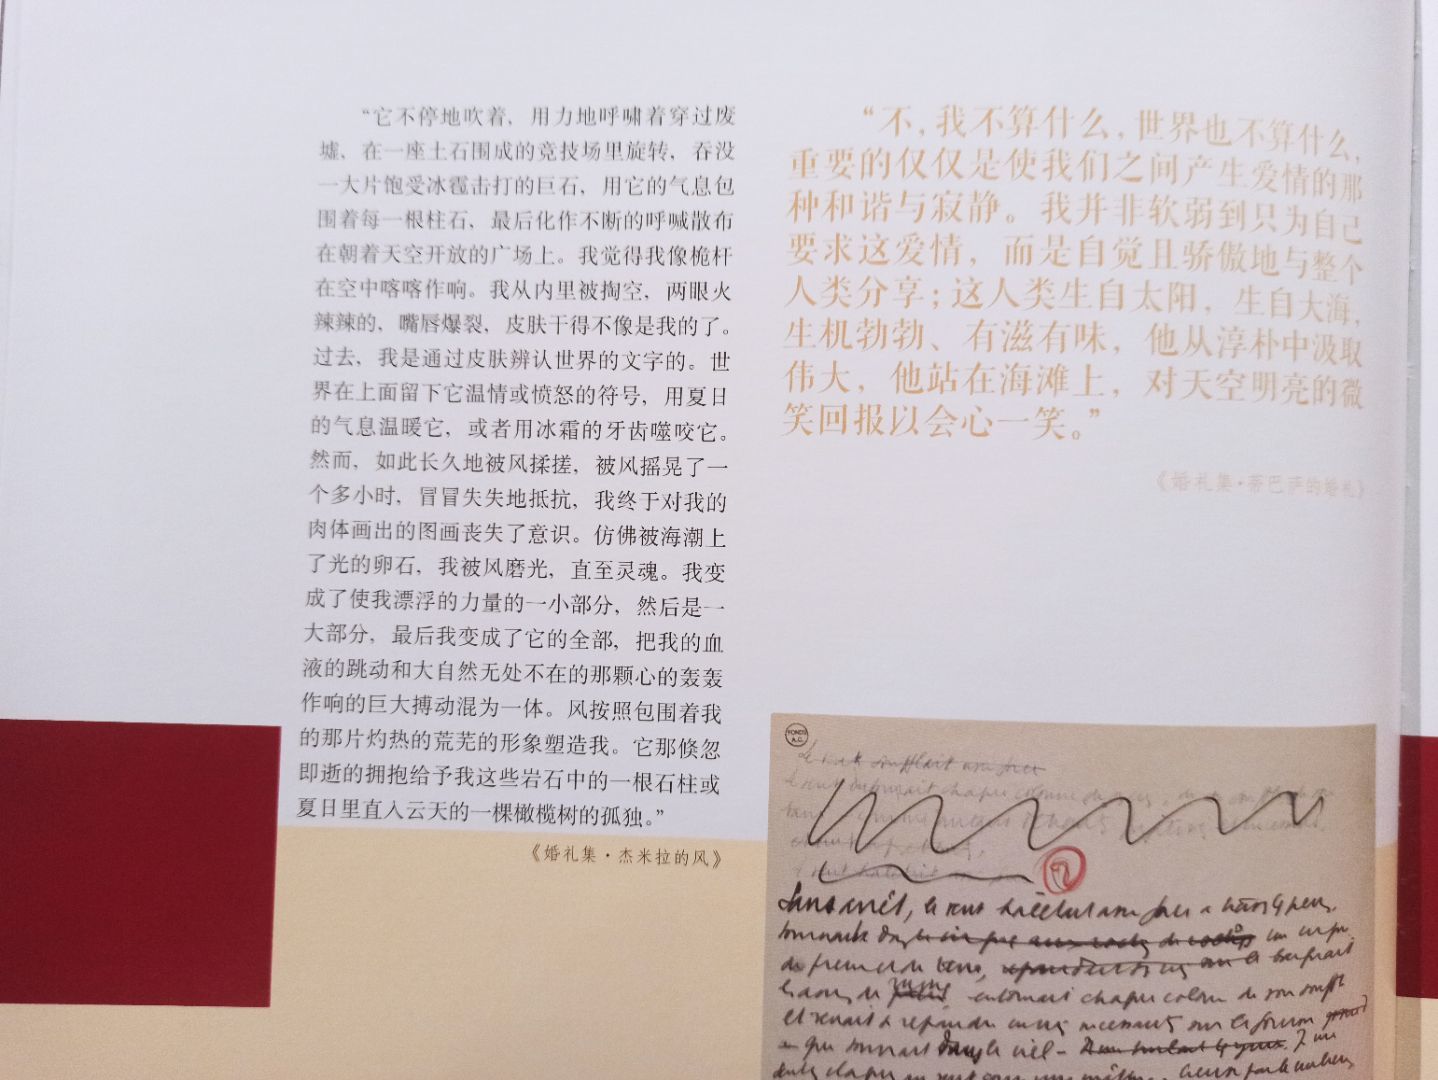 “它不停地吹着，用力地呼啸着穿过废
墟，在一座土石围成的竞技场里旋转，吞没
一大片饱受冰雹击打的巨石，用它的气息包
围着每一根柱石，最后化作不断的呼喊散布
在朝着天空开放的广场上。我觉得我像桅杆
在空中喀喀作响。我从内里被掏空，两眼火
辣辣的，嘴唇爆裂，皮肤干得不像是我的了。
过去，我是通过皮肤辨认世界的文字的。世
界在上面留下它温情或愤怒的符号，用夏日
的气息温暖它，或者用冰霜的牙齿噬咬它。
然而，如此长久地被风揉搓，被风摇晃了一
个多小时，冒冒失失地抵抗，我终于对我的
肉体画出的图画丧失了意识。仿佛被海潮上
了光的卵石，我被风磨光，直至灵魂。我变
成了使我漂浮的力量的一小部分，然后是一
大部分，最后我变成了它的全部，把我的血
液的跳动和大自然无处不在的那颗心的轰轰
作响的巨大搏动混为一体。风按照包围着我
的那片灼热的荒芜的形象塑造我。它那倏忽
即逝的拥抱给予我这些岩石中的一根石柱或
夏日里直入云天的一棵橄榄树的孤独。”
《婚礼集·杰米拉的风》
“不，我不算什么，世界也不算什么，
重要的仅仅是使我们之间产生爱情的那
种和谐与寂静。我并非软弱到只为自己
要求这爱情，而是自觉且骄傲地与整个
人类分享；这人类生自太阳，生自大海，
生机勃勃、有滋有味，他从淳朴中汲取
伟大，他站在海滩上，对天空明亮的微
笑回报以会心一笑。”
《婚礼集·蒂巴萨的婚礼》
FONDS
A.C.
Le vent soufflait
Sans arrêt, le vent
entourait chaque colonne de son souffle
et venait